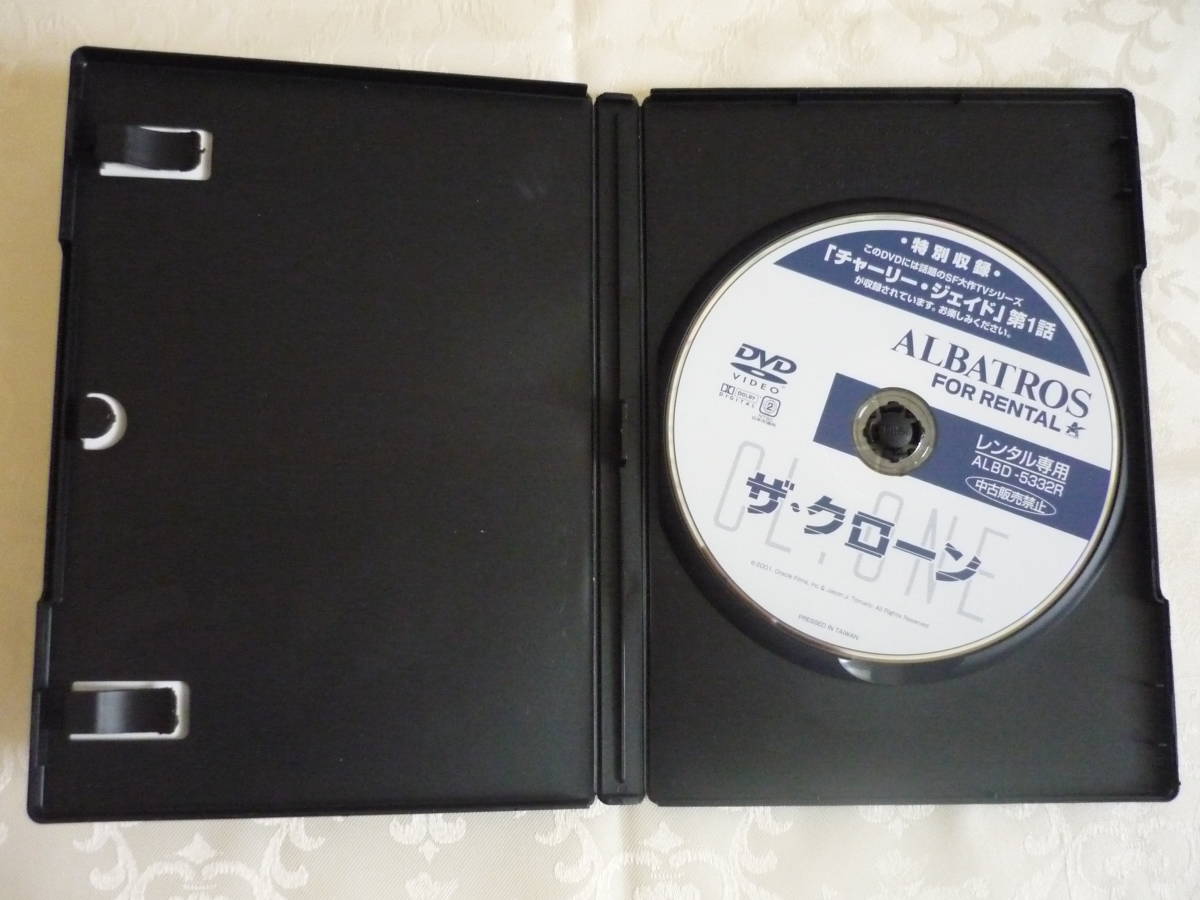 ・特別収録・
このDVDには話題のSF大作TVシリーズ
「チャーリー・ジェイド」第1話
が収録されています。お楽しみください。
ALBATROS
FOR RENTAL
DVD
VIDEO
DOLBY
DIGITAL
2
レンタル専用
ALBD-5332R
中古販売禁止
CL:ONE
ザ・クローン
PRESSED IN TAIWAN